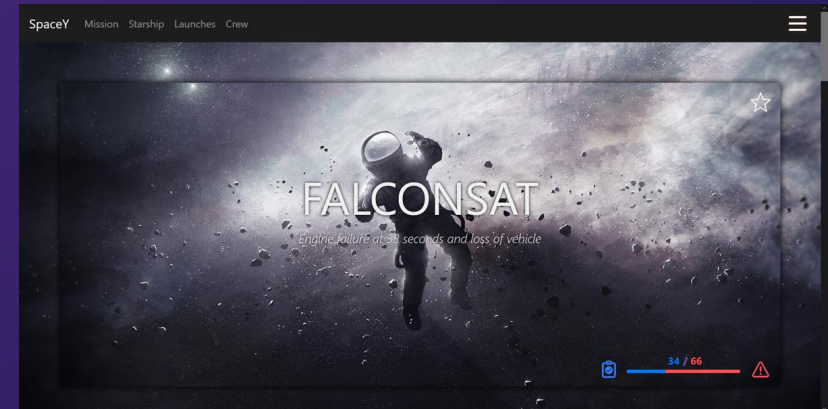 SpaceY Mission Starship Launches Crew
FALCONSAT
Engine failure at 33 seconds and loss of vehicle
34 / 66